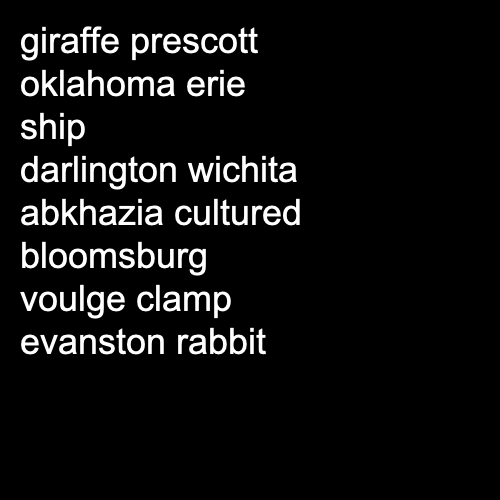 giraffe prescott
oklahoma erie
ship
darlington wichita
abkhazia cultured
bloomsburg
voulge clamp
evanston rabbit